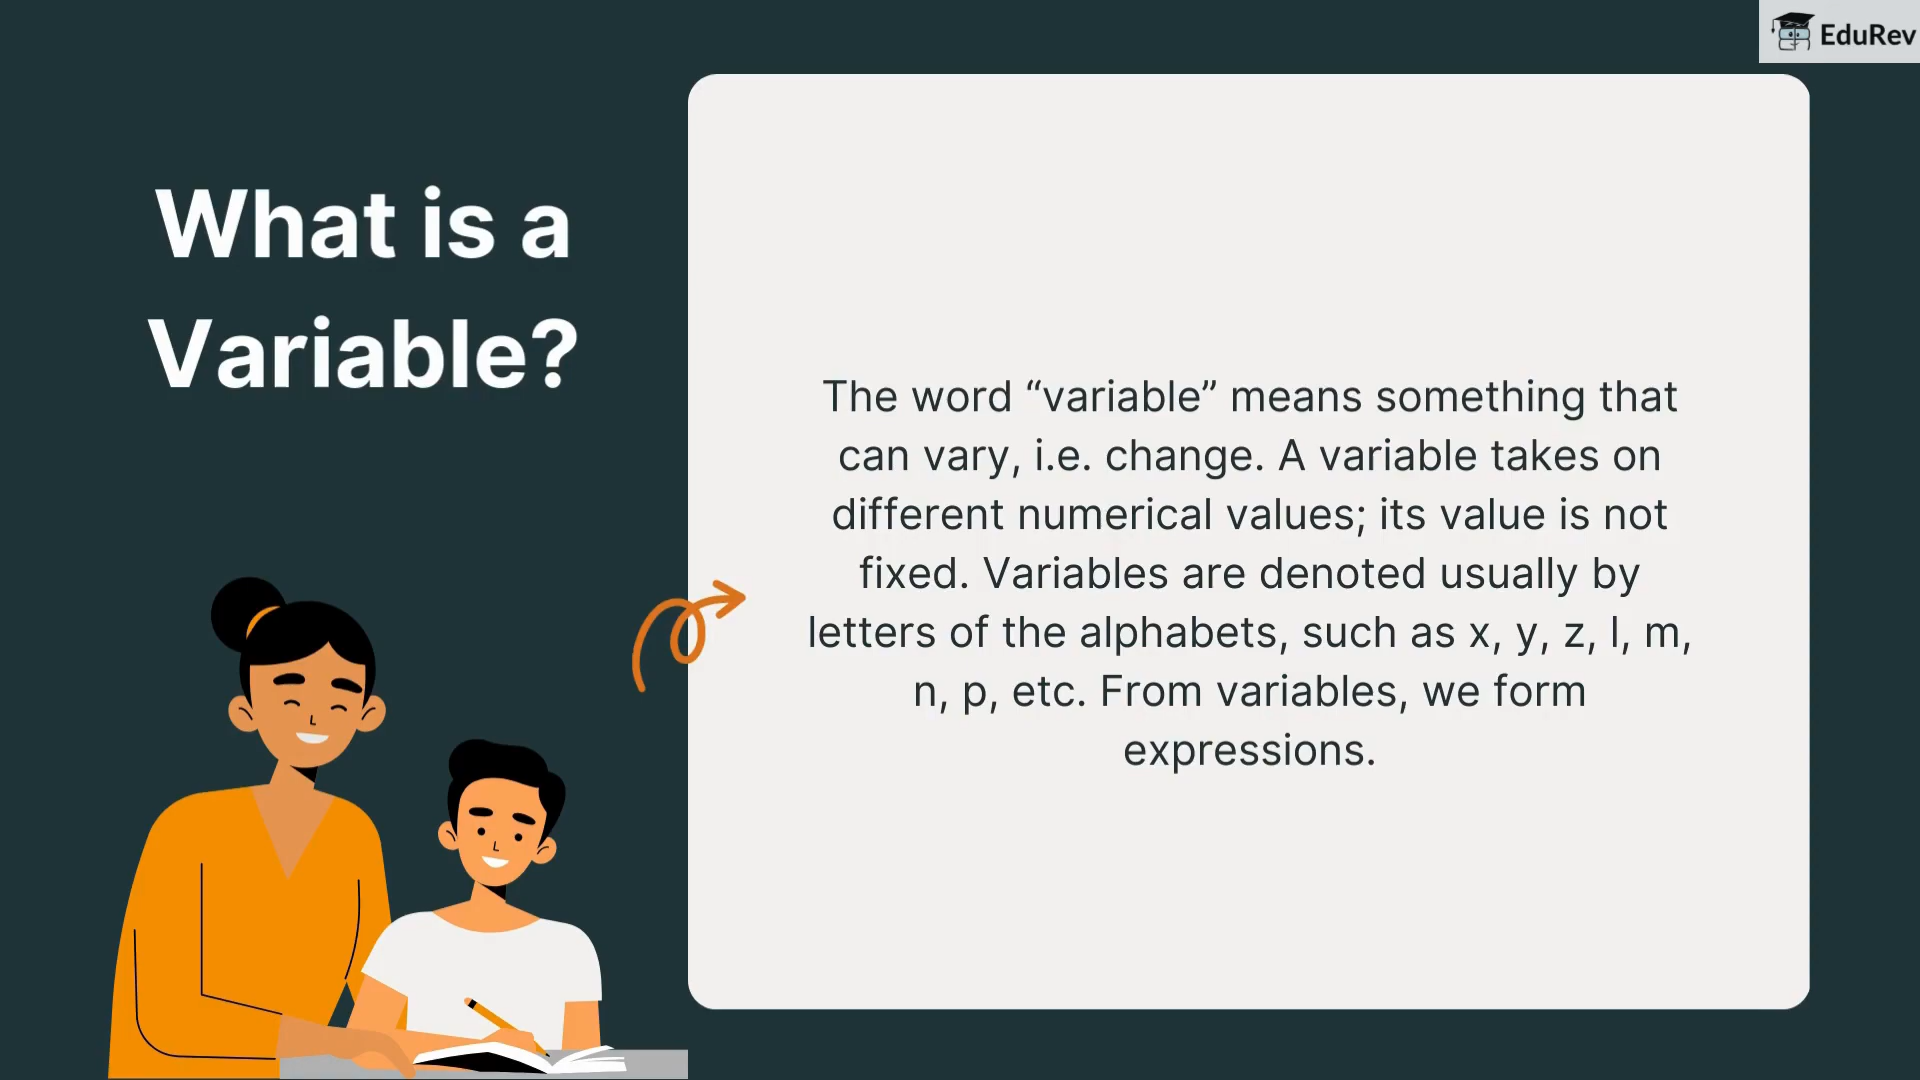 EduRev
What is a
Variable?
The word “variable” means something that
can vary, i.e. change. A variable takes on
different numerical values; its value is not
fixed. Variables are denoted usually by
letters of the alphabets, such as x, y, z, l, m,
n, p, etc. From variables, we form
expressions.